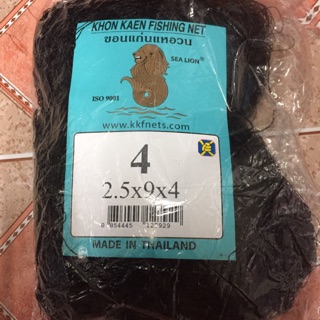 KHON KAEN FISHING NET
ขอนแก่นแหอวน
SEA LION®
ISO 9001
www.kkfnets.com
4
2.5x9x4
MADE IN THAILAND